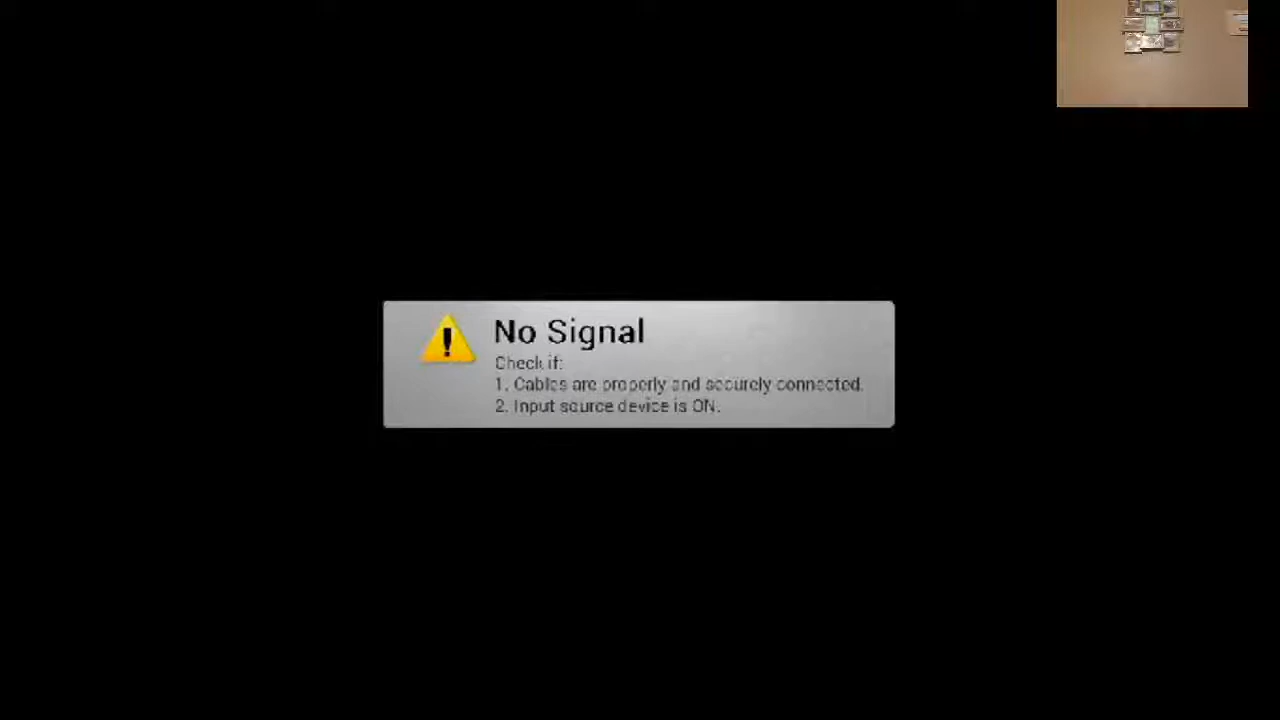 No Signal
Check if:
1. Cables are properly and securely connected.
2. Input source device is ON.